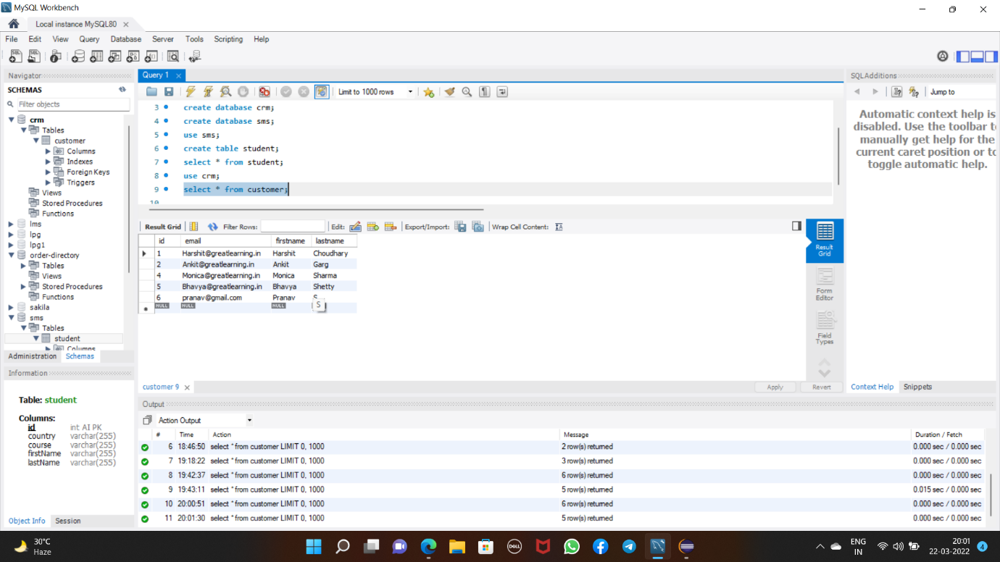 MySQL Workbench
Local instance MySQL80
File Edit View Query Database Server Tools Scripting Help
Navigator
SCHEMAS
Filter objects
crm
Tables
customer
Columns
Indexes
Foreign Keys
Triggers
Views
Stored Procedures
Functions
lms
lpg
lpg1
order-directory
Tables
Views
Stored Procedures
Functions
sakila
sms
Tables
student
Columns
Administration Schemas
Information
Table: student
Columns:
id int AI PK
country varchar(255)
course varchar(255)
firstName varchar(255)
lastName varchar(255)
Object Info Session
Query 1
Limit to 1000 rows
3 create database crm;
4 create database sms;
5 use sms;
6 create table student;
7 select * from student;
8 use crm;
9 select * from customer;
10
Result Grid Filter Rows: Edit: Export/Import: Wrap Cell Content:
id email firstname lastname
1 Harshit@greatlearning.in Harshit Choudhary
2 Ankit@greatlearning.in Ankit Garg
4 Monica@greatlearning.in Monica Sharma
5 Bhavya@greatlearning.in Bhavya Shetty
6 pranav@gmail.com Pranav S
NULL NULL NULL
S
Result
Grid
Form
Editor
Field
Types
customer 9
Apply Revert
Output
Action Output
# Time Action Message Duration / Fetch
6 18:46:50 select * from customer LIMIT 0, 1000 2 row(s) returned 0.000 sec / 0.000 sec
7 19:18:22 select * from customer LIMIT 0, 1000 3 row(s) returned 0.000 sec / 0.000 sec
8 19:42:37 select * from customer LIMIT 0, 1000 6 row(s) returned 0.000 sec / 0.000 sec
9 19:43:11 select * from customer LIMIT 0, 1000 5 row(s) returned 0.015 sec / 0.000 sec
10 20:00:51 select * from customer LIMIT 0, 1000 6 row(s) returned 0.000 sec / 0.000 sec
11 20:01:30 select * from customer LIMIT 0, 1000 5 row(s) returned 0.000 sec / 0.000 sec
SQLAdditions
Jump to
Automatic context help is
disabled. Use the toolbar t
manually get help for the
current caret position or to
toggle automatic help.
Context Help Snippets
30°C
Haze
DELL
ENG
IN
20:01
22-03-2022
4